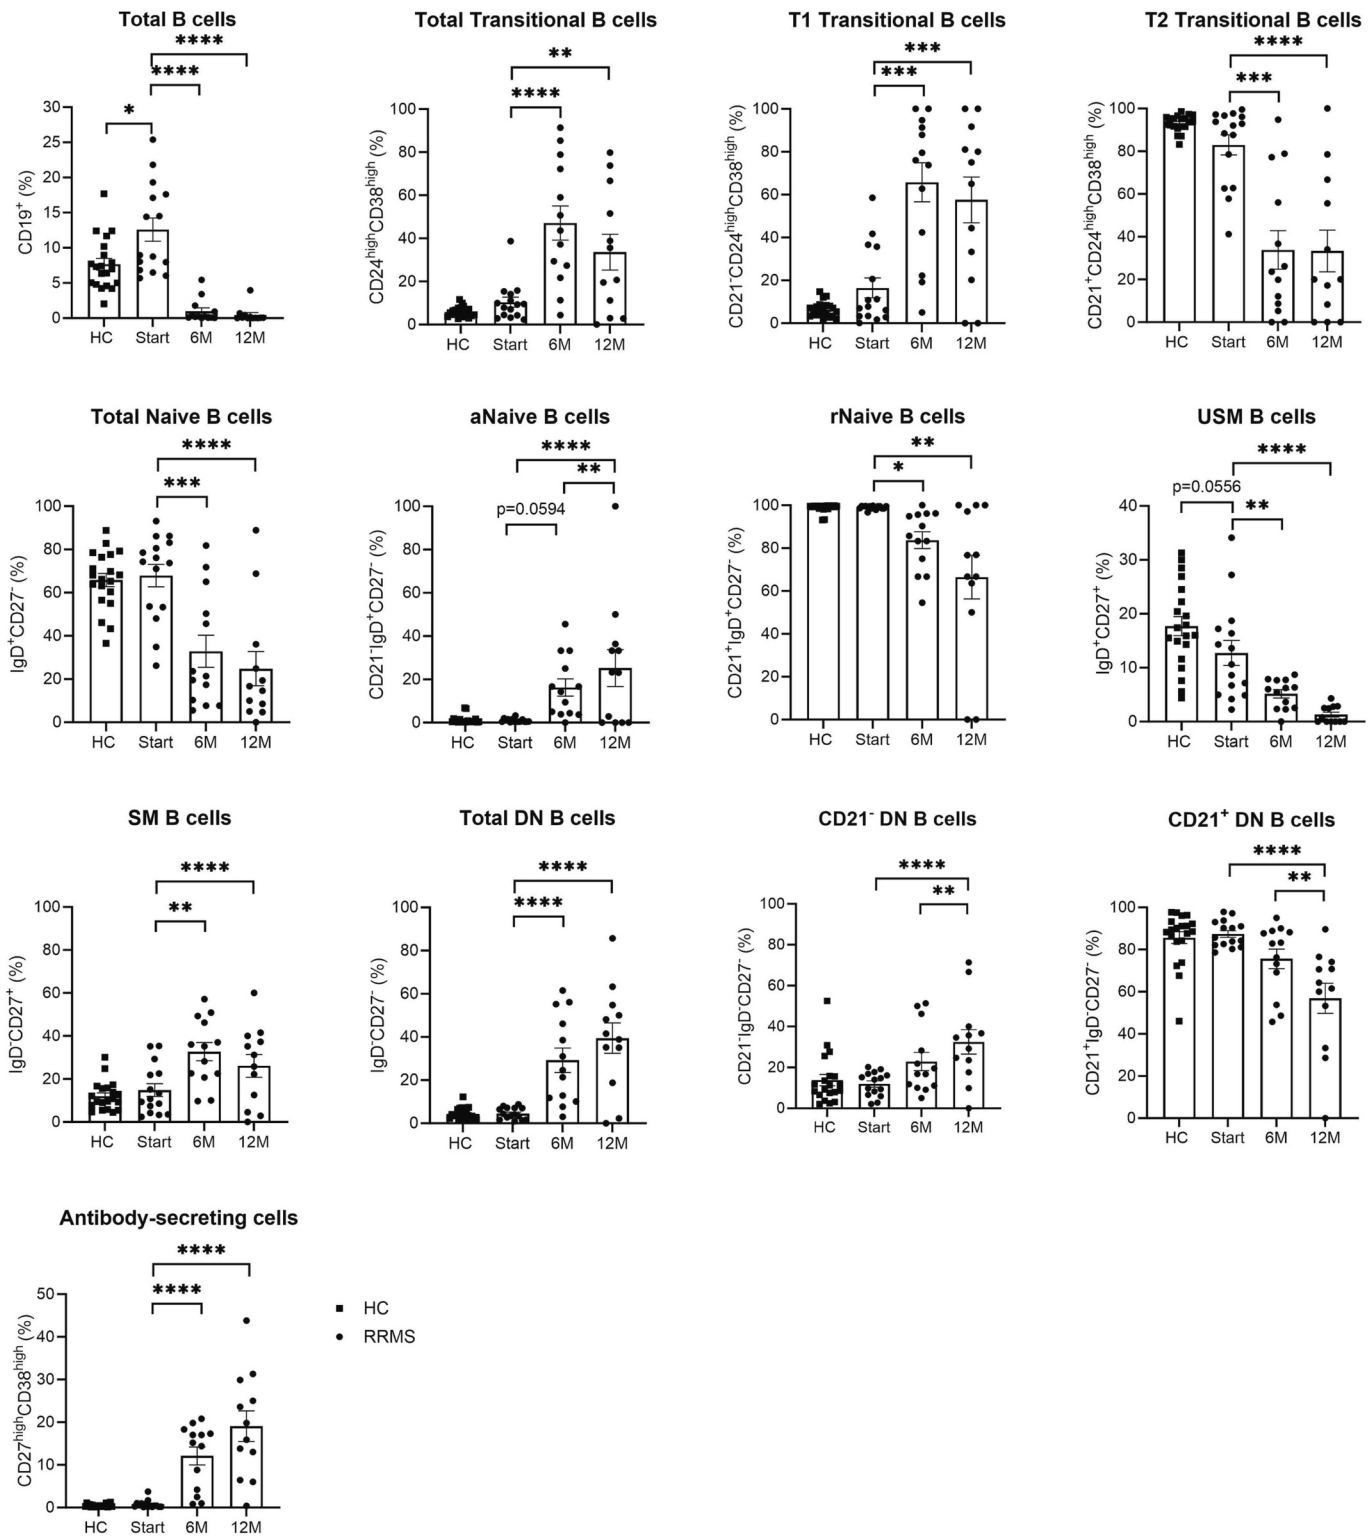 Total B cells
****
****
*
CD19⁺ (%)
30
25
20
15
10
5
0
HC Start 6M 12M
Total Transitional B cells
**
****
CD24ʰⁱᵍʰCD38ʰⁱᵍʰ (%)
100
80
60
40
20
0
HC Start 6M 12M
T1 Transitional B cells
***
***
CD21⁻CD24ʰⁱᵍʰCD38ʰⁱᵍʰ (%)
100
80
60
40
20
0
HC Start 6M 12M
T2 Transitional B cells
****
***
CD21⁺CD24ʰⁱᵍʰCD38ʰⁱᵍʰ (%)
100
80
60
40
20
0
HC Start 6M 12M
Total Naive B cells
****
***
IgD⁺CD27⁻ (%)
100
80
60
40
20
0
HC Start 6M 12M
aNaive B cells
****
**
p=0.0594
CD21⁻IgD⁺CD27⁻ (%)
100
80
60
40
20
0
HC Start 6M 12M
rNaive B cells
**
*
CD21⁺IgD⁺CD27⁻ (%)
100
80
60
40
20
0
HC Start 6M 12M
USM B cells
****
p=0.0556
**
IgD⁺CD27⁺ (%)
40
30
20
10
0
HC Start 6M 12M
SM B cells
****
**
IgD⁻CD27⁺ (%)
100
80
60
40
20
0
HC Start 6M 12M
Total DN B cells
****
****
IgD⁻CD27⁻ (%)
100
80
60
40
20
0
HC Start 6M 12M
CD21⁻ DN B cells
****
**
CD21⁻IgD⁻CD27⁻ (%)
100
80
60
40
20
0
HC Start 6M 12M
CD21⁺ DN B cells
****
**
CD21⁺IgD⁻CD27⁻ (%)
100
80
60
40
20
0
HC Start 6M 12M
Antibody-secreting cells
****
****
CD27ʰⁱᵍʰCD38ʰⁱᵍʰ (%)
50
40
30
20
10
0
HC Start 6M 12M
HC
RRMS